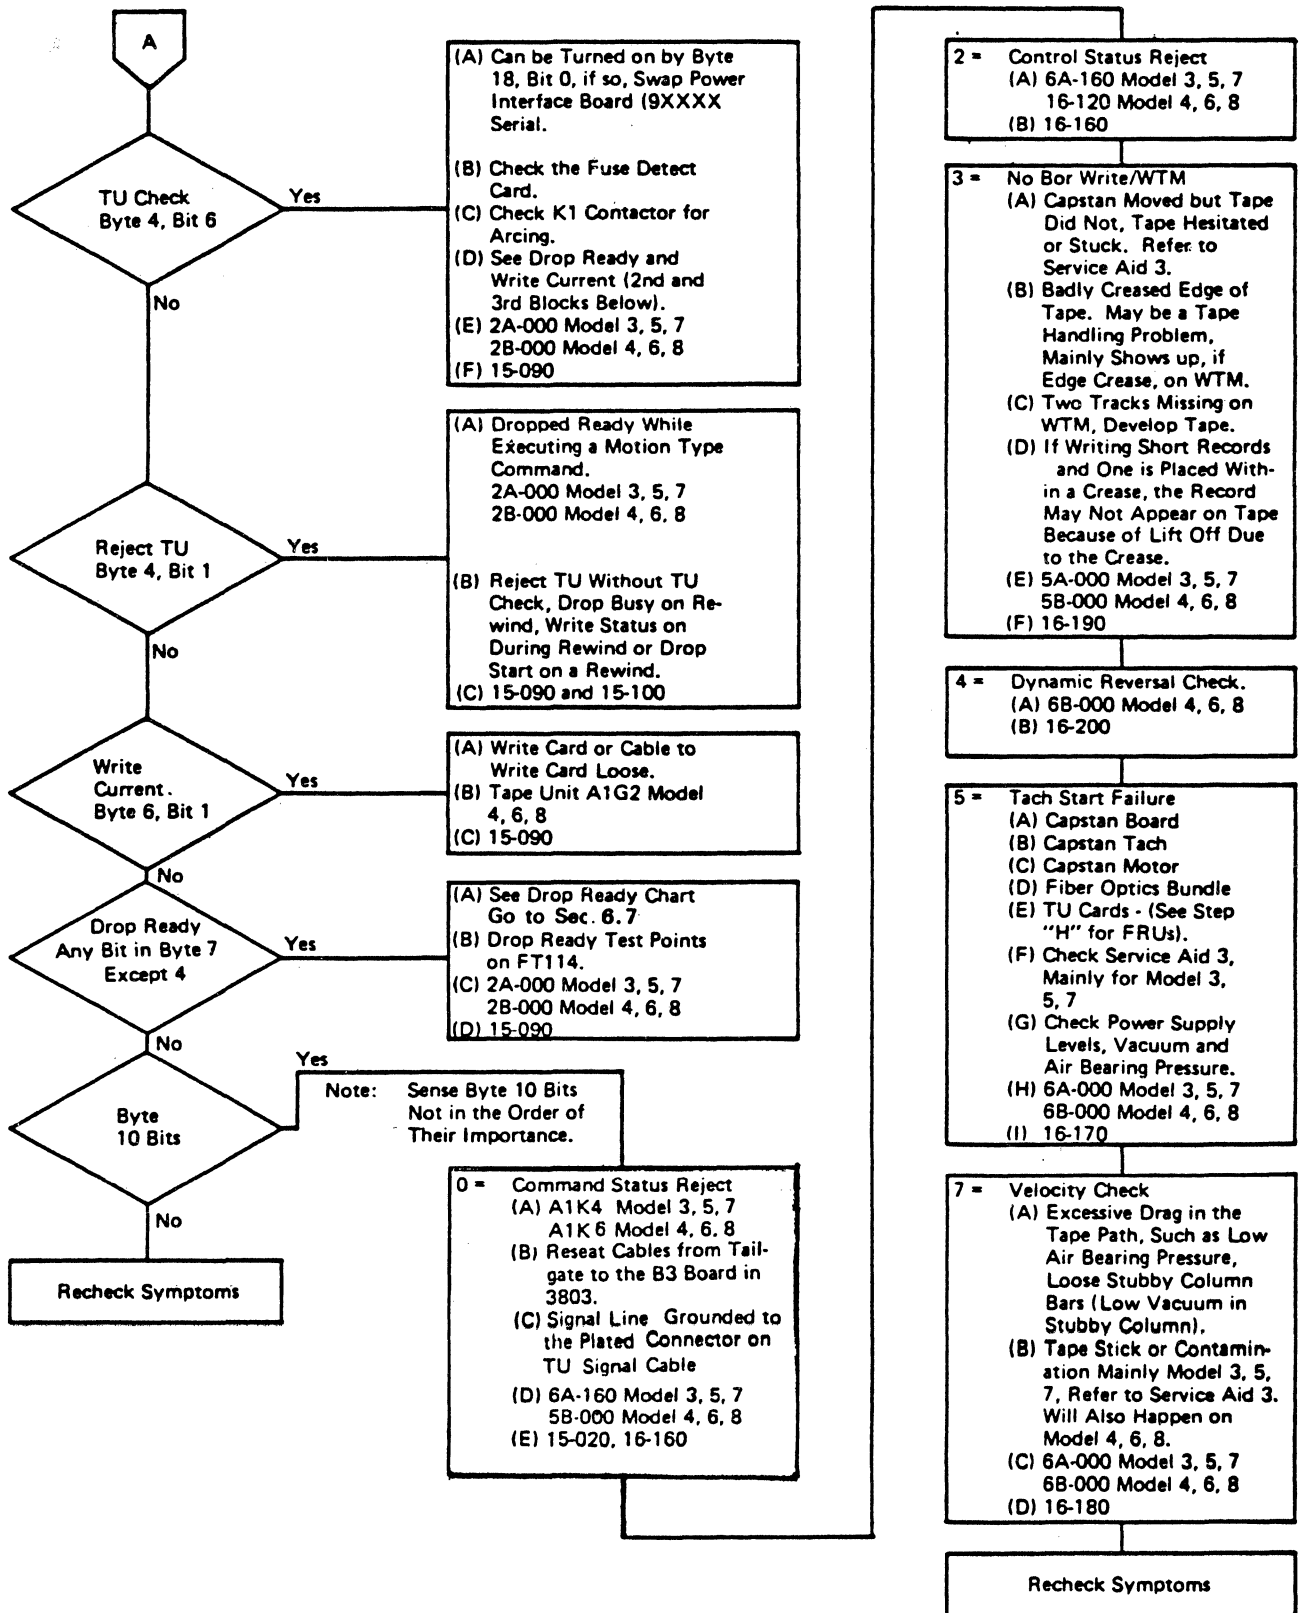 A
TU Check
Byte 4, Bit 6
Yes
No
(A) Can be Turned on by Byte
18, Bit 0, if so, Swap Power
Interface Board (9XXXX
Serial.
(B) Check the Fuse Detect
Card.
(C) Check K1 Contactor for
Arcing.
(D) See Drop Ready and
Write Current (2nd and
3rd Blocks Below).
(E) 2A-000 Model 3, 5, 7
2B-000 Model 4, 6, 8
(F) 15-090
Reject TU
Byte 4, Bit 1
Yes
No
(A) Dropped Ready While
Executing a Motion Type
Command.
2A-000 Model 3, 5, 7
2B-000 Model 4, 6, 8
(B) Reject TU Without TU
Check, Drop Busy on Re-
wind, Write Status on
During Rewind or Drop
Start on a Rewind.
(C) 15-090 and 15-100
Write
Current.
Byte 6, Bit 1
Yes
No
(A) Write Card or Cable to
Write Card Loose.
(B) Tape Unit A1G2 Model
4, 6, 8
(C) 15-090
Drop Ready
Any Bit in Byte 7
Except 4
Yes
No
(A) See Drop Ready Chart
Go to Sec. 6.7
(B) Drop Ready Test Points
on FT114.
(C) 2A-000 Model 3, 5, 7
2B-000 Model 4, 6, 8
(D) 15-090
Byte
10 Bits
Yes
No
Note: Sense Byte 10 Bits
Not in the Order of
Their Importance.
Recheck Symptoms
0 = Command Status Reject
(A) A1K4 Model 3, 5, 7
A1K6 Model 4, 6, 8
(B) Reseat Cables from Tail-
gate to the B3 Board in
3803.
(C) Signal Line Grounded to
the Plated Connector on
TU Signal Cable
(D) 6A-160 Model 3, 5, 7
5B-000 Model 4, 6, 8
(E) 15-020, 16-160
2 = Control Status Reject
(A) 6A-160 Model 3, 5, 7
16-120 Model 4, 6, 8
(B) 16-160
3 = No Bor Write/WTM
(A) Capstan Moved but Tape
Did Not, Tape Hesitated
or Stuck. Refer to
Service Aid 3.
(B) Badly Creased Edge of
Tape. May be a Tape
Handling Problem,
Mainly Shows up, if
Edge Crease, on WTM.
(C) Two Tracks Missing on
WTM, Develop Tape.
(D) If Writing Short Records
and One is Placed With-
in a Crease, the Record
May Not Appear on Tape
Because of Lift Off Due
to the Crease.
(E) 5A-000 Model 3, 5, 7
5B-000 Model 4, 6, 8
(F) 16-190
4 = Dynamic Reversal Check.
(A) 6B-000 Model 4, 6, 8
(B) 16-200
5 = Tach Start Failure
(A) Capstan Board
(B) Capstan Tach
(C) Capstan Motor
(D) Fiber Optics Bundle
(E) TU Cards - (See Step
"H" for FRUs).
(F) Check Service Aid 3,
Mainly for Model 3,
5, 7
(G) Check Power Supply
Levels, Vacuum and
Air Bearing Pressure.
(H) 6A-000 Model 3, 5, 7
6B-000 Model 4, 6, 8
(I) 16-170
7 = Velocity Check
(A) Excessive Drag in the
Tape Path, Such as Low
Air Bearing Pressure,
Loose Stubby Column
Bars (Low Vacuum in
Stubby Column).
(B) Tape Stick or Contamin-
ation Mainly Model 3, 5,
7, Refer to Service Aid 3.
Will Also Happen on
Model 4, 6, 8.
(C) 6A-000 Model 3, 5, 7
6B-000 Model 4, 6, 8
(D) 16-180
Recheck Symptoms